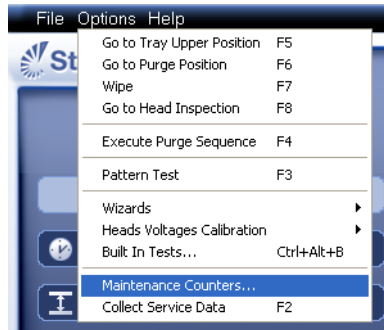 File Options Help
St
Go to Tray Upper Position F5
Go to Purge Position F6
Wipe F7
Go to Head Inspection F8
Execute Purge Sequence F4
Pattern Test F3
Wizards
Heads Voltages Calibration
Built In Tests... Ctrl+Alt+B
Maintenance Counters...
Collect Service Data F2